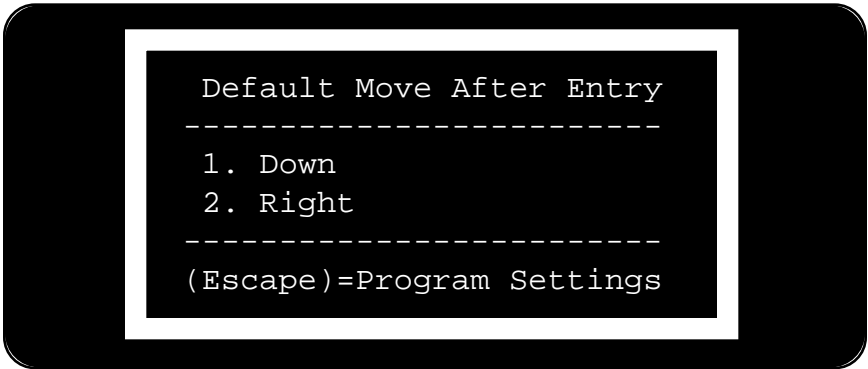 Default Move After Entry
-------------------------
1. Down
2. Right
-------------------------
(Escape)=Program Settings